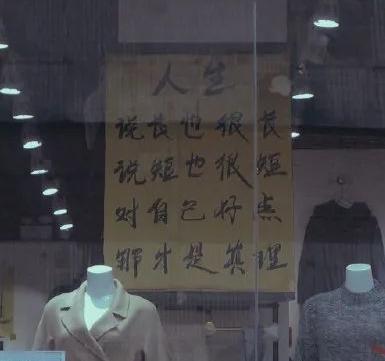 人生
说长也很长
说短也很短
对自己好点
那才是真理